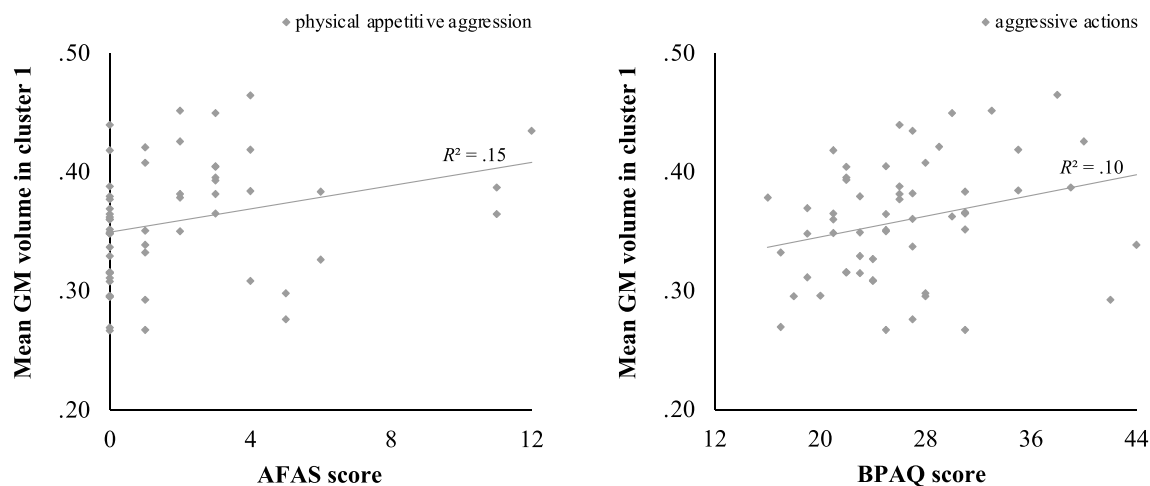 physical appetitive aggression
Mean GM volume in cluster 1
.50
.40
.30
.20
R² = .15
0 4 8 12
AFAS score
aggressive actions
Mean GM volume in cluster 1
.50
.40
.30
.20
R² = .10
12 20 28 36 44
BPAQ score